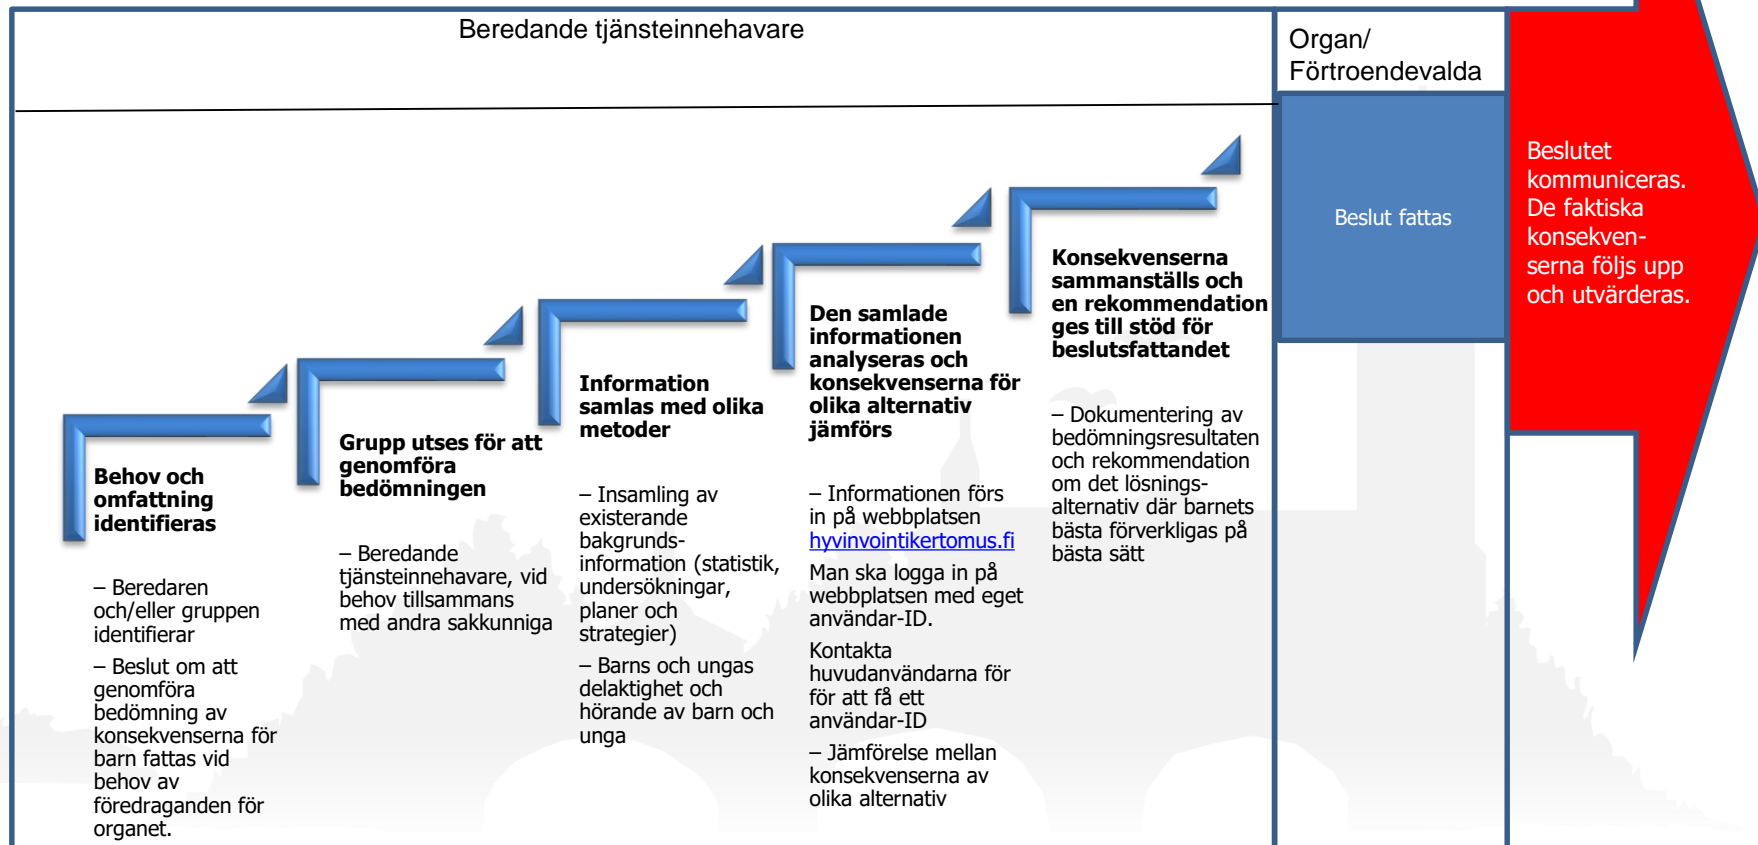 Beredande tjänsteinnehavare
Organ/
Förtroendevalda
Behov och
omfattning
identifieras
– Beredaren
och/eller gruppen
identifierar
– Beslut om att
genomföra
bedömning av
konsekvenserna för
barn fattas vid
behov av
föredraganden för
organet.
Grupp utses för att
genomföra
bedömningen
– Beredande
tjänsteinnehavare, vid
behov tillsammans
med andra sakkunniga
Information
samlas med olika
metoder
– Insamling av
existerande
bakgrunds-
information (statistik,
undersökningar,
planer och
strategier)
– Barns och ungas
delaktighet och
hörande av barn och
unga
Den samlade
informationen
analyseras och
konsekvenserna för
olika alternativ
jämförs
– Informationen förs
in på webbplatsen
hyvinvointikertomus.fi
Man ska logga in på
webbplatsen med eget
användar-ID.
Kontakta
huvudanvändarna för
för att få ett
användar-ID
– Jämförelse mellan
konsekvenserna av
olika alternativ
Konsekvenserna
sammanställs och
en rekommendation
ges till stöd för
beslutsfattandet
– Dokumentering av
bedömningsresultaten
och rekommendation
om det lösnings-
alternativ där barnets
bästa förverkligas på
bästa sätt
Beslut fattas
Beslutet
kommuniceras.
De faktiska
konsekven-
serna följs upp
och utvärderas.